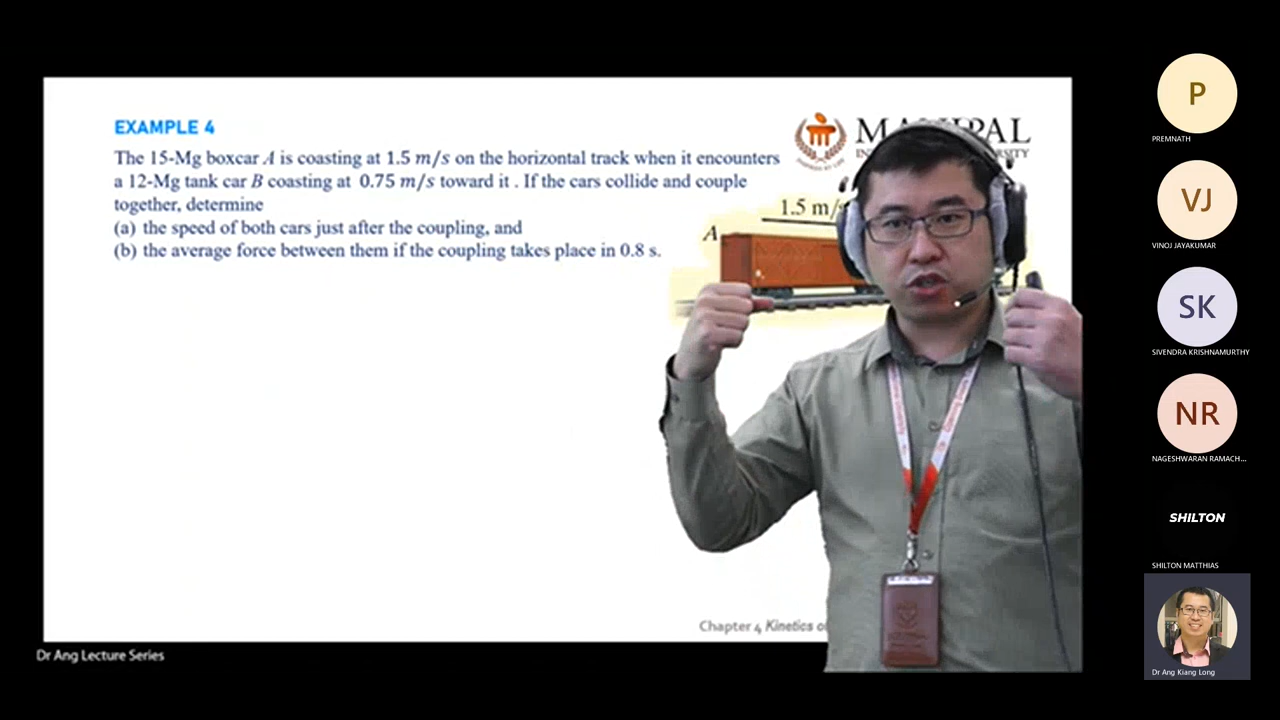 EXAMPLE 4
The 15-Mg boxcar A is coasting at 1.5 m/s on the horizontal track when it encounters
a 12-Mg tank car B coasting at 0.75 m/s toward it . If the cars collide and couple
together, determine
(a) the speed of both cars just after the coupling, and
(b) the average force between them if the coupling takes place in 0.8 s.
1.5 m/s
A
Chapter 4 Kinetics of
Dr Ang Lecture Series
P
PREMNATH
VJ
VINOJ JAYAKUMAR
SK
SIVENDRA KRISHNAMURTHY
NR
NAGESHWARAN RAMACH...
SHILTON
SHILTON MATTHIAS
Dr Ang Kiang Long